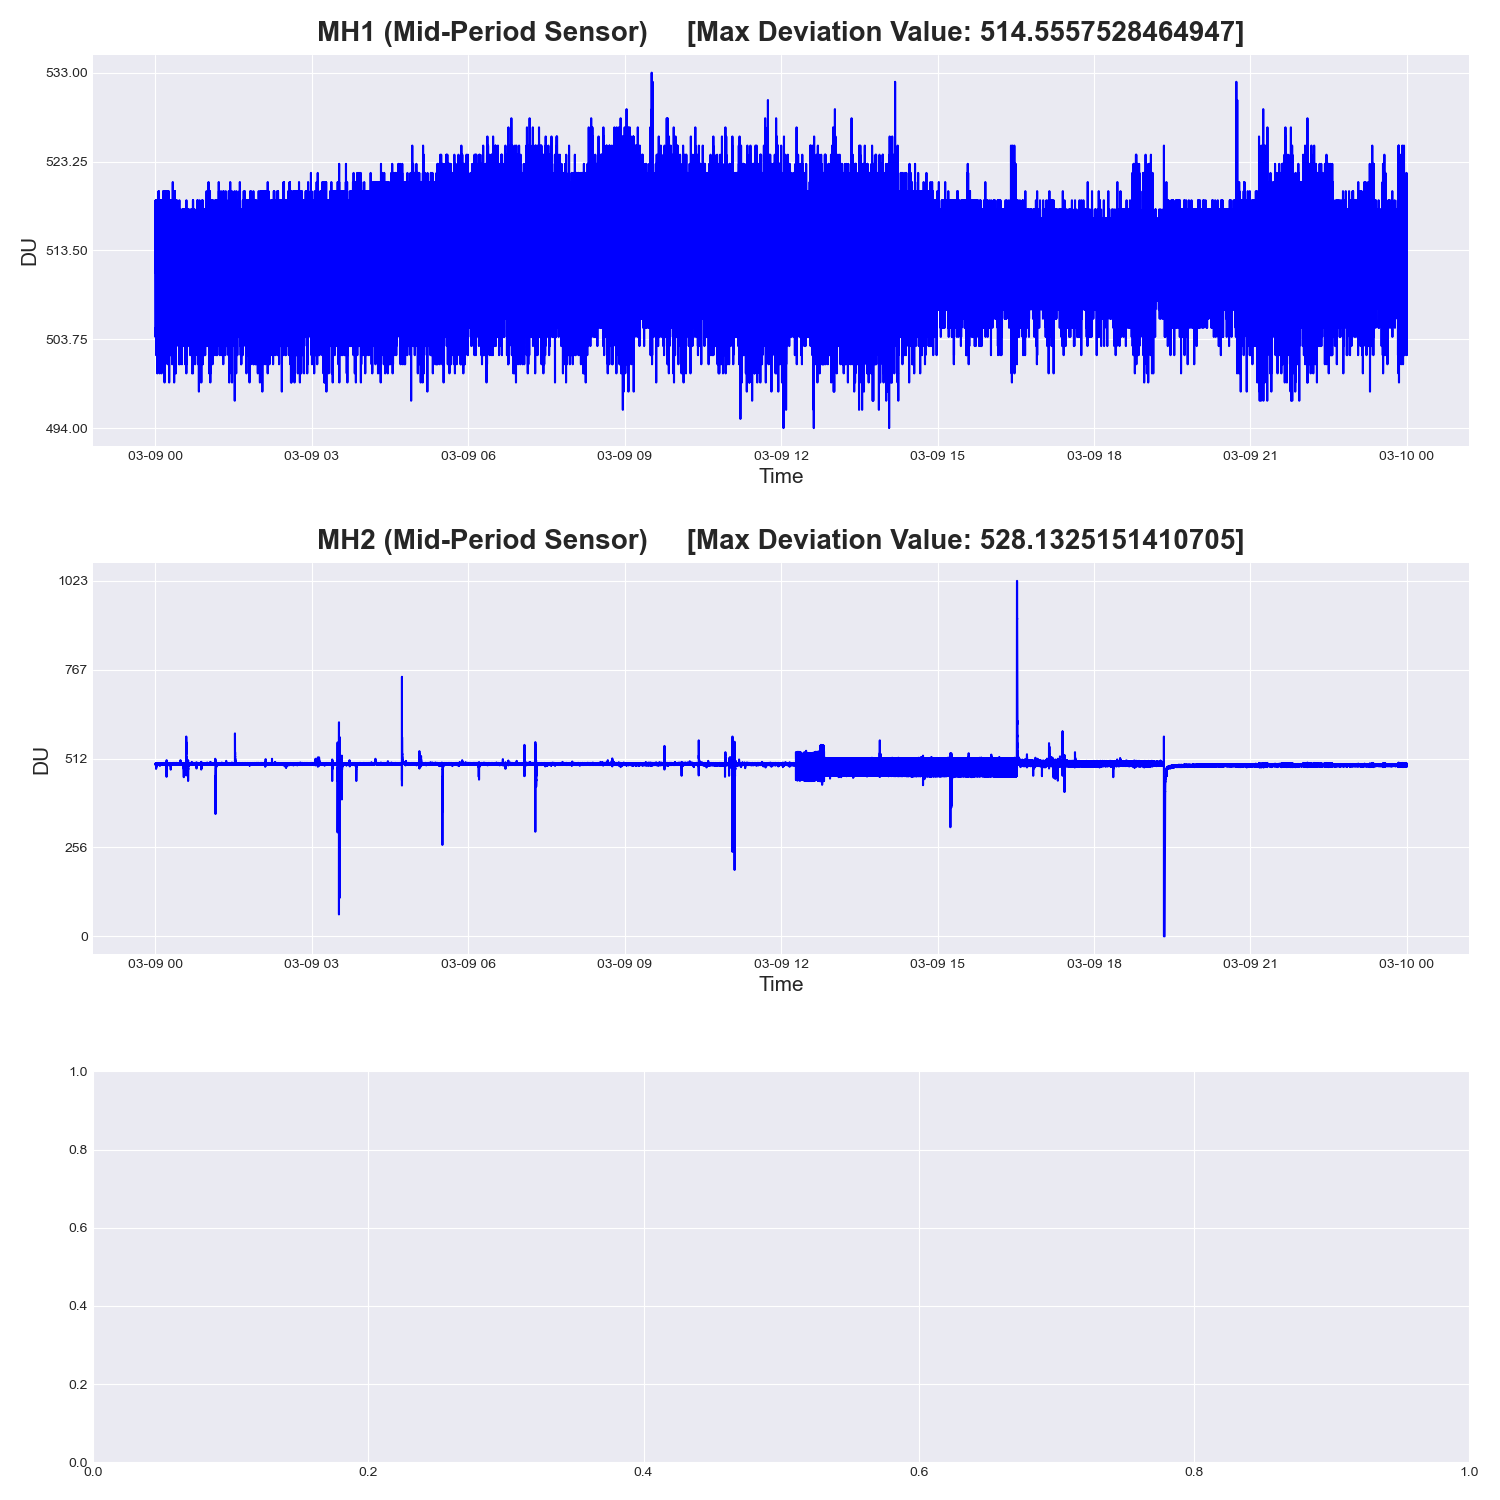 MH1 (Mid-Period Sensor) [Max Deviation Value: 514.5557528464947]
533.00
523.25
513.50
503.75
494.00
DU
03-09 00 03-09 03 03-09 06 03-09 09 03-09 12 03-09 15 03-09 18 03-09 21 03-10 00
Time
MH2 (Mid-Period Sensor) [Max Deviation Value: 528.1325151410705]
1023
767
512
256
0
DU
03-09 00 03-09 03 03-09 06 03-09 09 03-09 12 03-09 15 03-09 18 03-09 21 03-10 00
Time
1.0
0.8
0.6
0.4
0.2
0.0
0.0 0.2 0.4 0.6 0.8 1.0